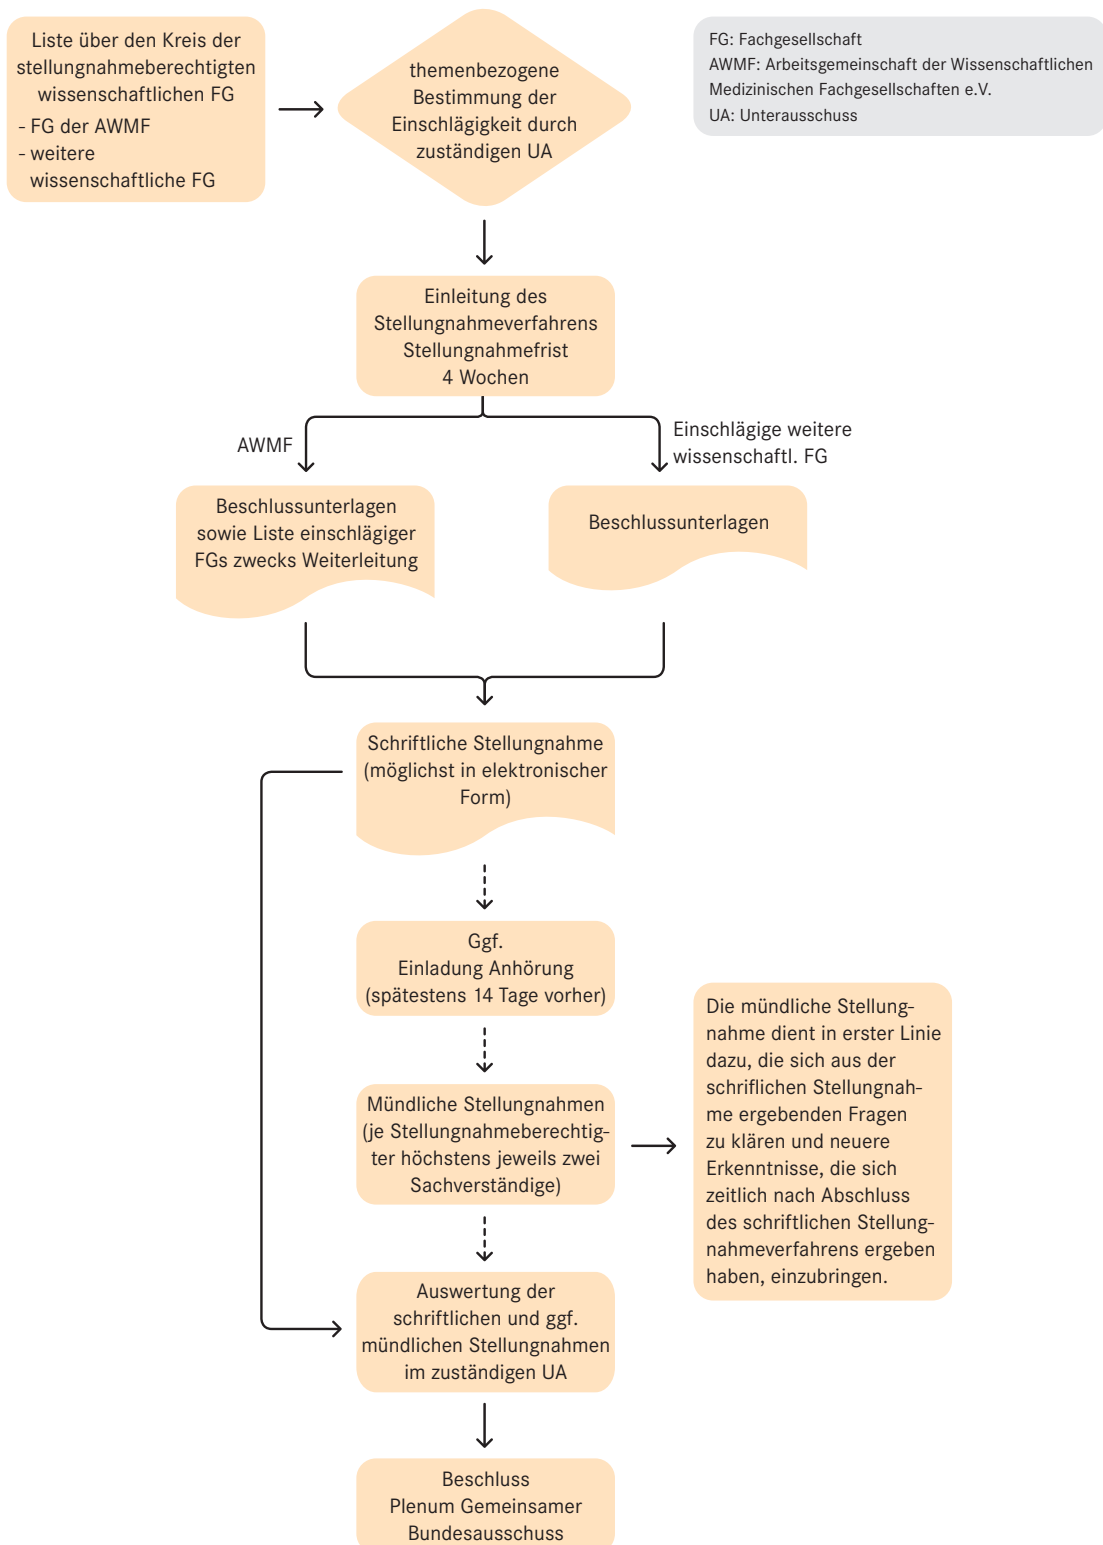 Liste über den Kreis der
stellungnahmeberechtigten
wissenschaftlichen FG
- FG der AWMF
- weitere
wissenschaftliche FG
themenbezogene
Bestimmung der
Einschlägigkeit durch
zuständigen UA
FG: Fachgesellschaft
AWMF: Arbeitsgemeinschaft der Wissenschaftlichen
Medizinischen Fachgesellschaften e.V.
UA: Unterausschuss
Einleitung des
Stellungnahmeverfahrens
Stellungnahmefrist
4 Wochen
AWMF
Einschlägige weitere
wissenschaftl. FG
Beschlussunterlagen
sowie Liste einschlägiger
FGs zwecks Weiterleitung
Beschlussunterlagen
Schriftliche Stellungnahme
(möglichst in elektronischer
Form)
Ggf.
Einladung Anhörung
(spätestens 14 Tage vorher)
Mündliche Stellungnahmen
(je Stellungnahmeberechtig-
ter höchstens jeweils zwei
Sachverständige)
Die mündliche Stellung-
nahme dient in erster Linie
dazu, die sich aus der
schriflichen Stellungnah-
me ergebenden Fragen
zu klären und neuere
Erkenntnisse, die sich
zeitlich nach Abschluss
des schriftlichen Stellung-
nahmeverfahrens ergeben
haben, einzubringen.
Auswertung der
schriftlichen und ggf.
mündlichen Stellungnahmen
im zuständigen UA
Beschluss
Plenum Gemeinsamer
Bundesausschuss